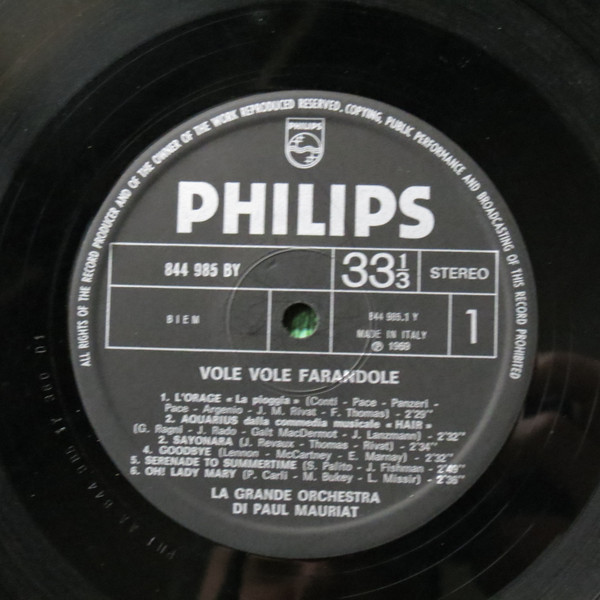 ALL RIGHTS OF THE RECORD PRODUCER AND OF THE OWNER OF THE WORK REPRODUCED RESERVED, COPYING, PUBLIC PERFORMANCE AND BROADCASTING OF THIS RECORD PROHIBITED
PHILIPS
PHILIPS
844 985 BY
33 1/3
STEREO
BIEM
844 985.1 Y
MADE IN ITALY
℗ 1969
1
VOLE VOLE FARANDOLE
1. L'ORAGE « La pioggia » (Conti - Pace - Panzeri -
Pace - Argenio - J. M. Rivat - F. Thomas) - 2'29"
2. AQUARIUS della commedia musicale « HAIR »
(G. Ragni - J. Rado - Galt MacDermot - J. Lanzmann) - 2'32"
2. SAYONARA (J. Revaux - Thomas - Rivat) - 2'34"
4. GOODBYE (Lennon - McCartney - E. Marnay) - 2'32"
5. SERENADE TO SUMMERTIME (S. Palito - J. Fishman - 2'49"
6. OH! LADY MARY (P. Carli - M. Bukey - L. Missir) - 2'36"
LA GRANDE ORCHESTRA
DI PAUL MAURIAT